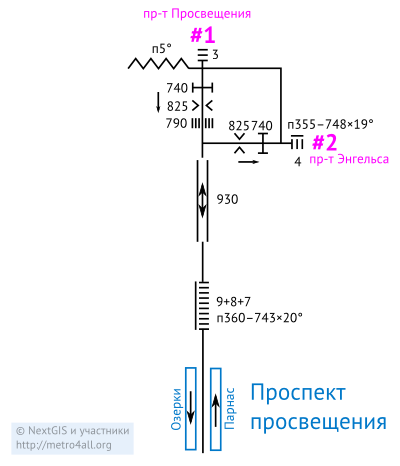 пр-т Просвещения
#1
п5°
3
740
825
790
825 740
п355–748×19°
#2
4
пр-т Энгельса
930
9+8+7
п360–743×20°
Озерки
Парнас
Проспект
просвещения
© NextGIS и участники
http://metro4all.org